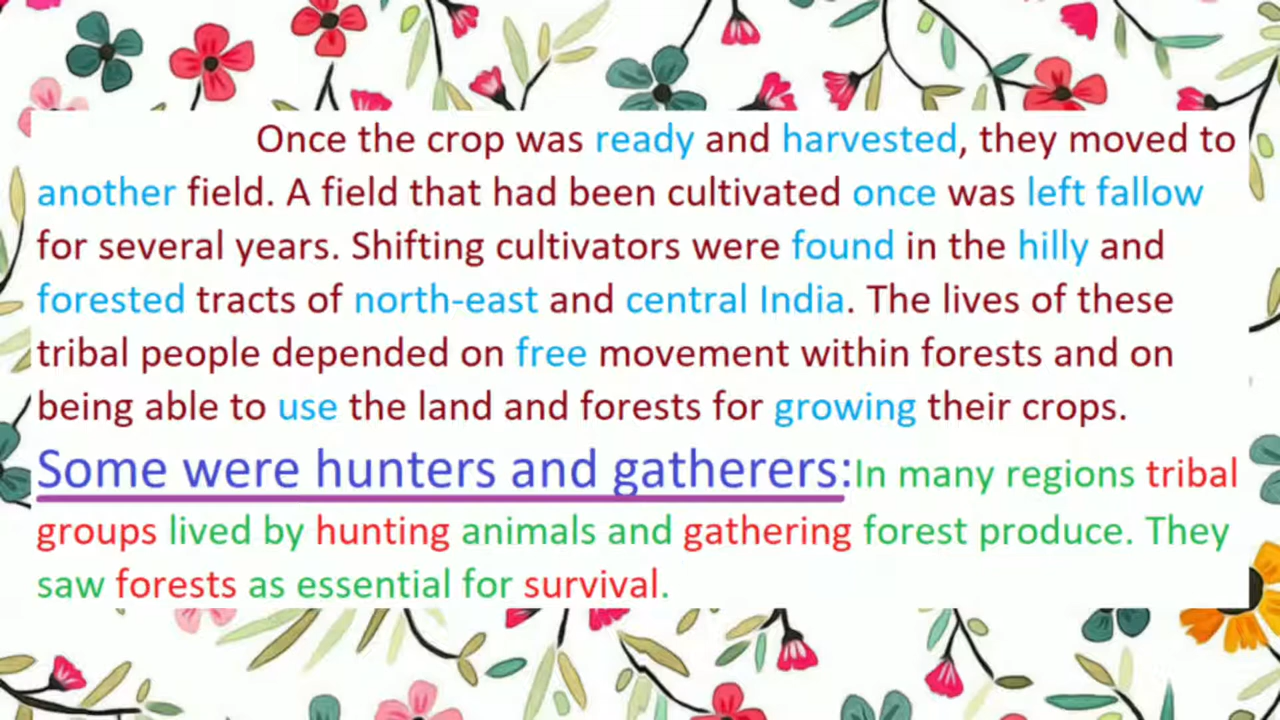 Once the crop was ready and harvested, they moved to
another field. A field that had been cultivated once was left fallow
for several years. Shifting cultivators were found in the hilly and
forested tracts of north-east and central India. The lives of these
tribal people depended on free movement within forests and on
being able to use the land and forests for growing their crops.
Some were hunters and gatherers:In many regions tribal
groups lived by hunting animals and gathering forest produce. They
saw forests as essential for survival.